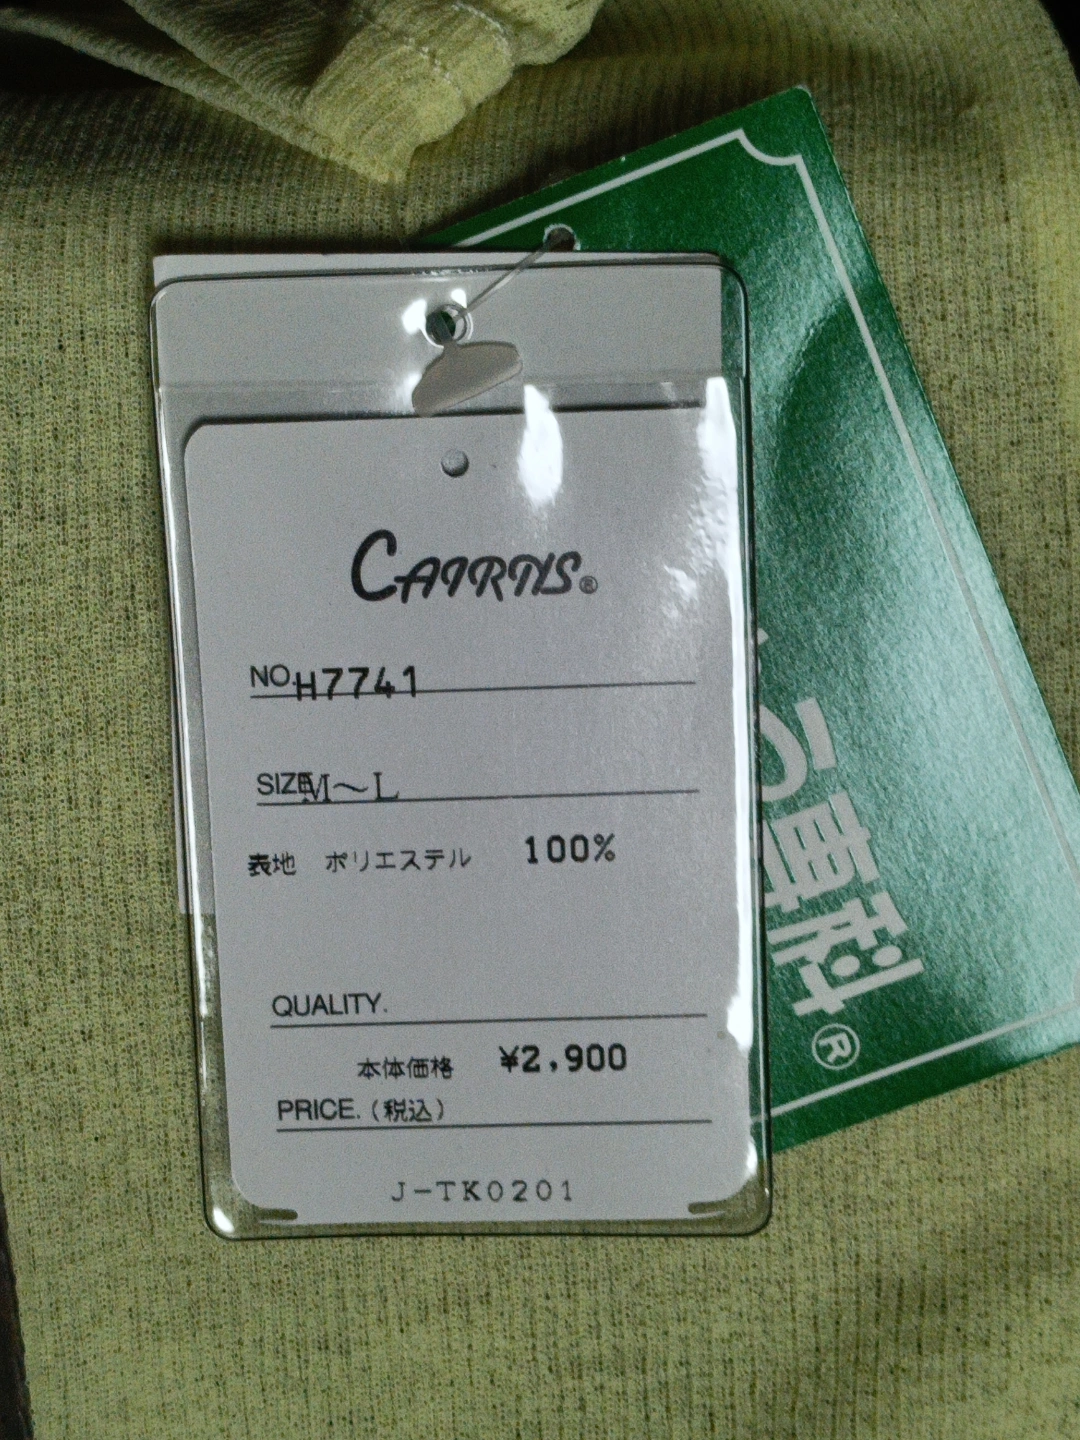 CAIRNS®
NO. H7741
SIZE M～L
表地 ポリエステル 100%
QUALITY.
本体価格 ¥2,900
PRICE.(税込)
J-TK0201
®